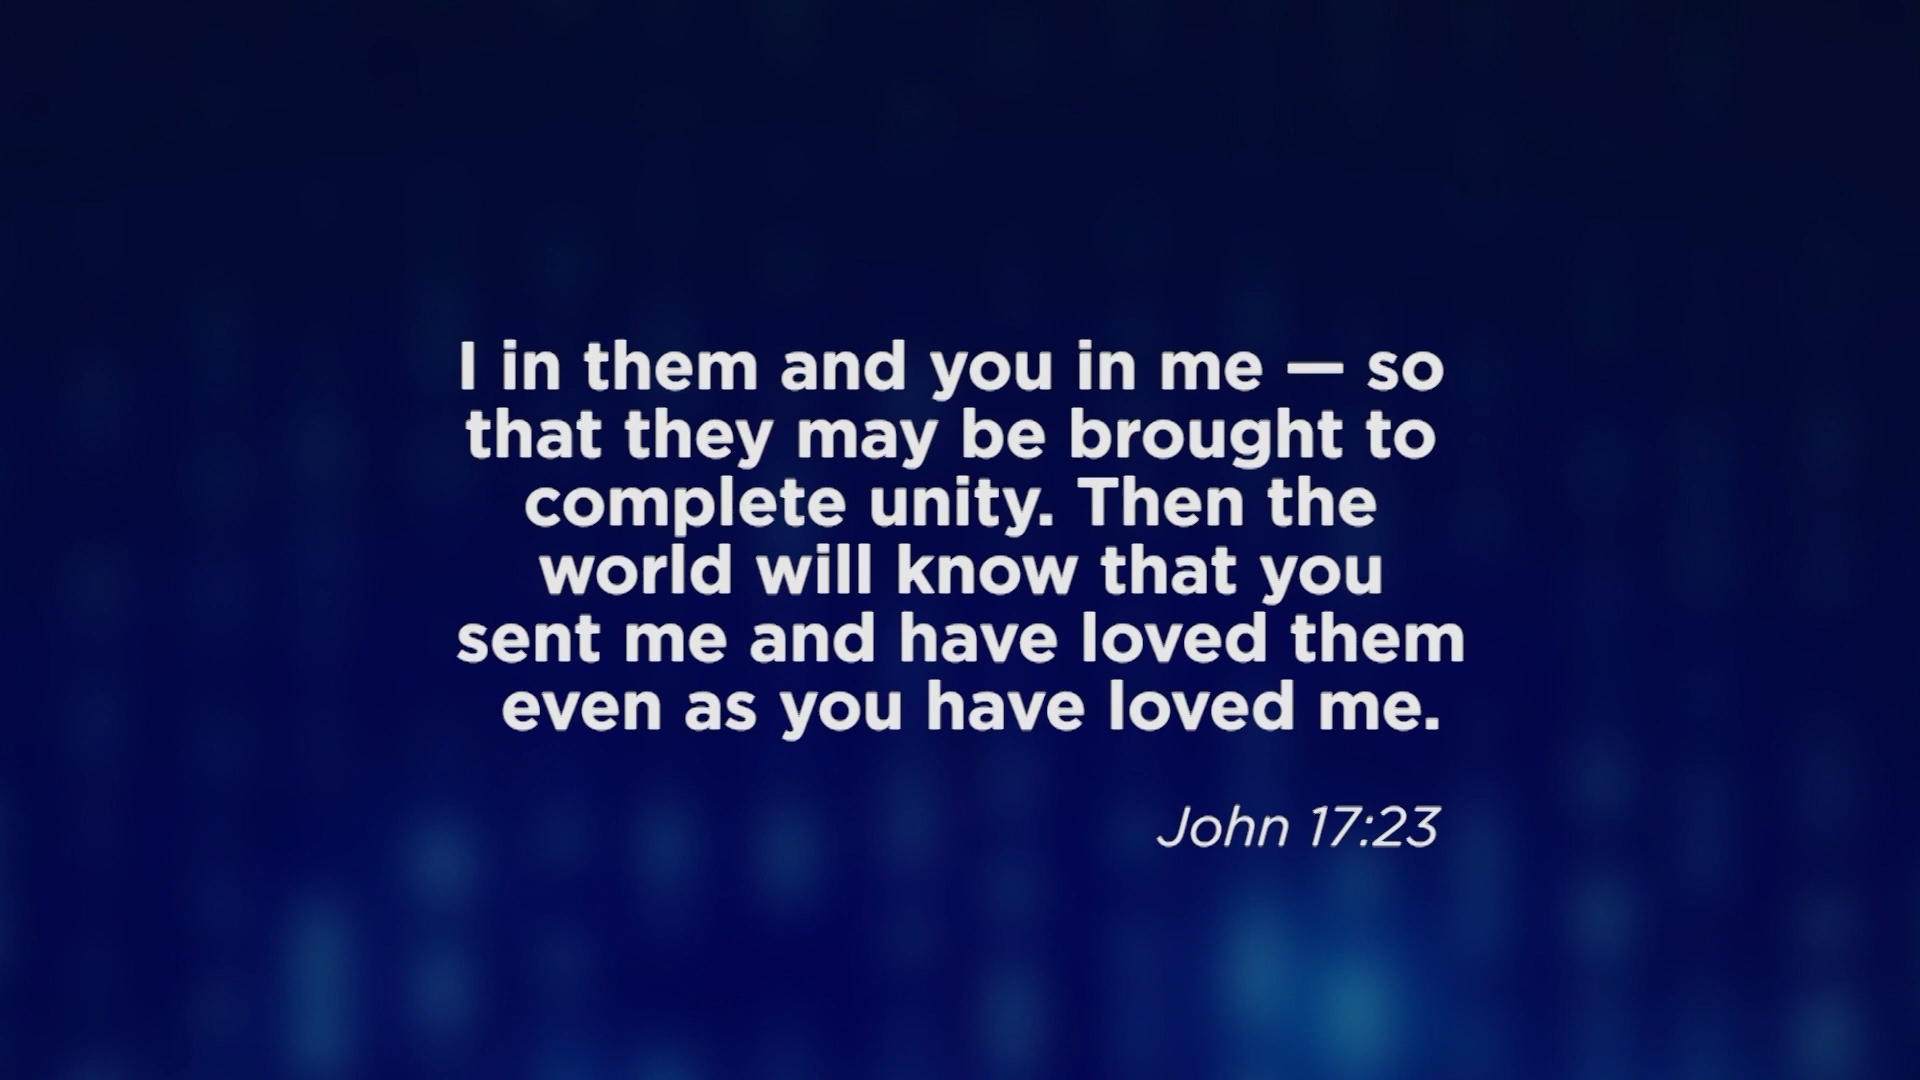 I in them and you in me — so
that they may be brought to
complete unity. Then the
world will know that you
sent me and have loved them
even as you have loved me.
John 17:23